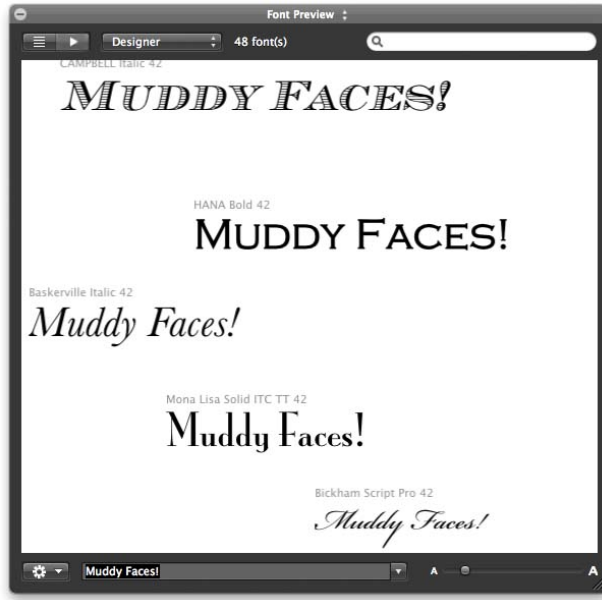 Font Preview
Designer 48 font(s)
CAMPBELL Italic 42
MUDDY FACES!
HANA Bold 42
MUDDY FACES!
Baskerville Italic 42
Muddy Faces!
Mona Lisa Solid ITC TT 42
Muddy Faces!
Bickham Script Pro 42
Muddy Faces!
Muddy Faces! A A